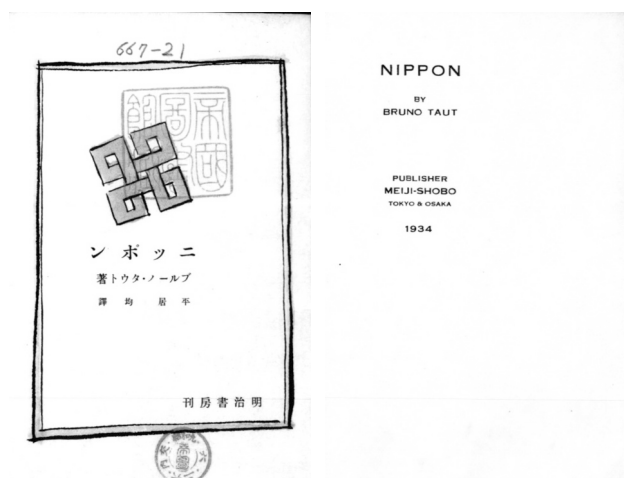 667-21
ニッポン
ブルーノ・タウト著
平居 均 譯
明治書房刊
NIPPON
BY
BRUNO TAUT
PUBLISHER
MEIJI-SHOBO
TOKYO & OSAKA
1934